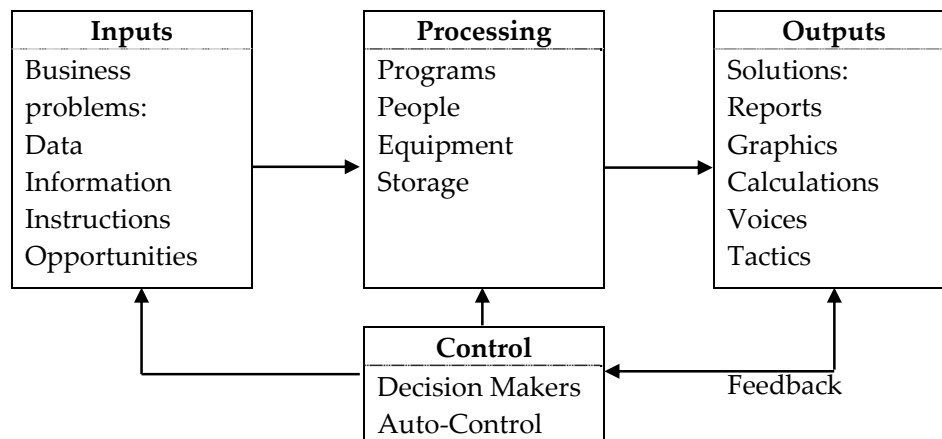 Inputs
Business
problems:
Data
Information
Instructions
Opportunities
Processing
Programs
People
Equipment
Storage
Outputs
Solutions:
Reports
Graphics
Calculations
Voices
Tactics
Control
Decision Makers
Auto-Control
Feedback